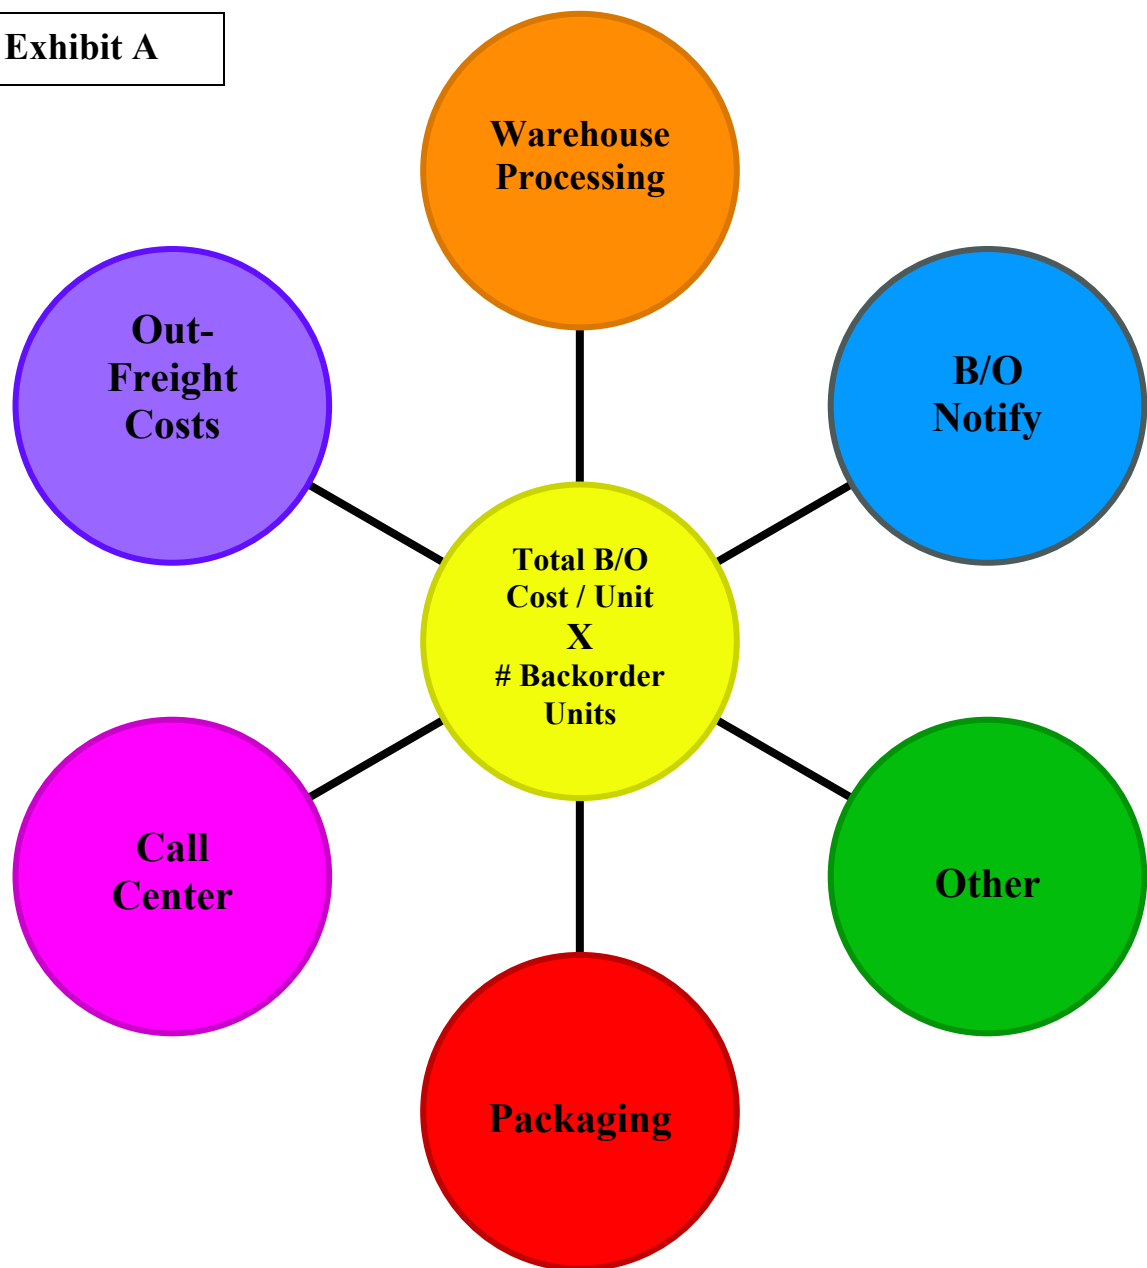 Exhibit A
Warehouse
Processing
Out-
Freight
Costs
B/O
Notify
Total B/O
Cost / Unit
X
# Backorder
Units
Call
Center
Other
Packaging